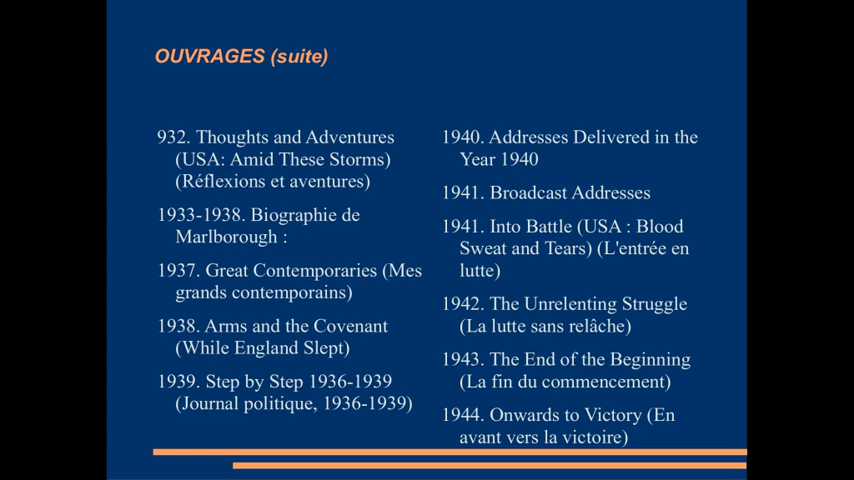 OUVRAGES (suite)
932. Thoughts and Adventures
(USA: Amid These Storms)
(Réflexions et aventures)
1933-1938. Biographie de
Marlborough :
1937. Great Contemporaries (Mes
grands contemporains)
1938. Arms and the Covenant
(While England Slept)
1939. Step by Step 1936-1939
(Journal politique, 1936-1939)
1940. Addresses Delivered in the
Year 1940
1941. Broadcast Addresses
1941. Into Battle (USA : Blood
Sweat and Tears) (L'entrée en
lutte)
1942. The Unrelenting Struggle
(La lutte sans relâche)
1943. The End of the Beginning
(La fin du commencement)
1944. Onwards to Victory (En
avant vers la victoire)